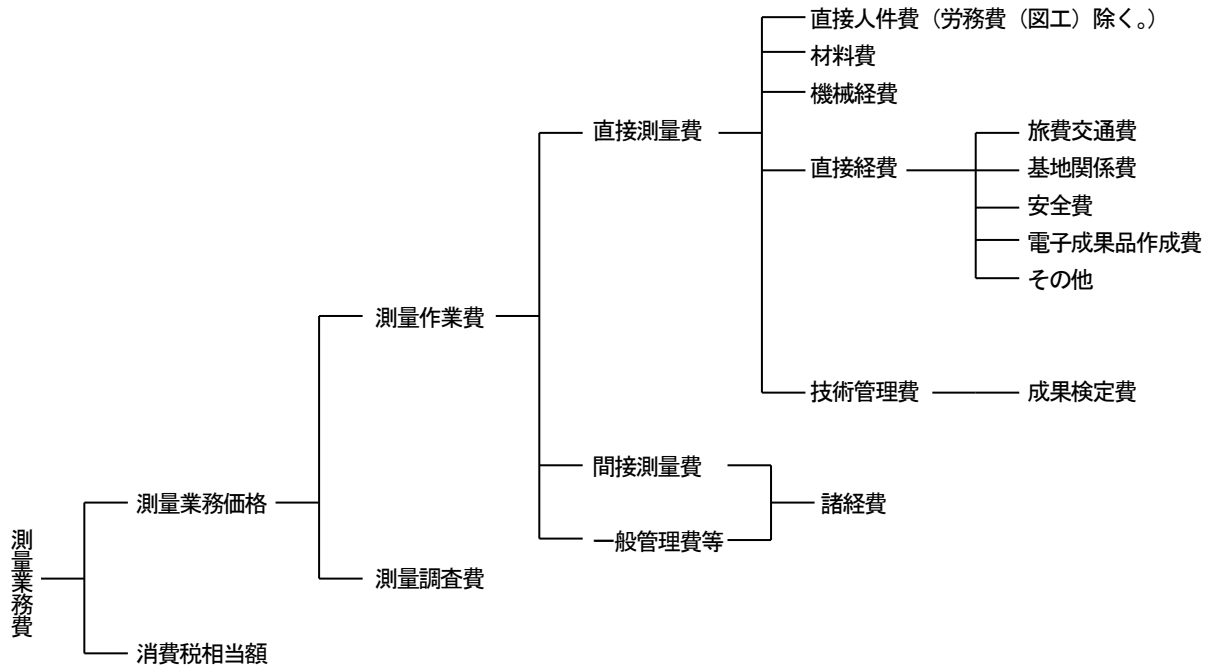 直接人件費（労務費（図工）除く。）
材料費
機械経費
直接測量費
旅費交通費
直接経費
基地関係費
安全費
電子成果品作成費
その他
測量作業費
技術管理費
成果検定費
間接測量費
測量業務価格
諸経費
一般管理費等
測量業務費
測量調査費
消費税相当額